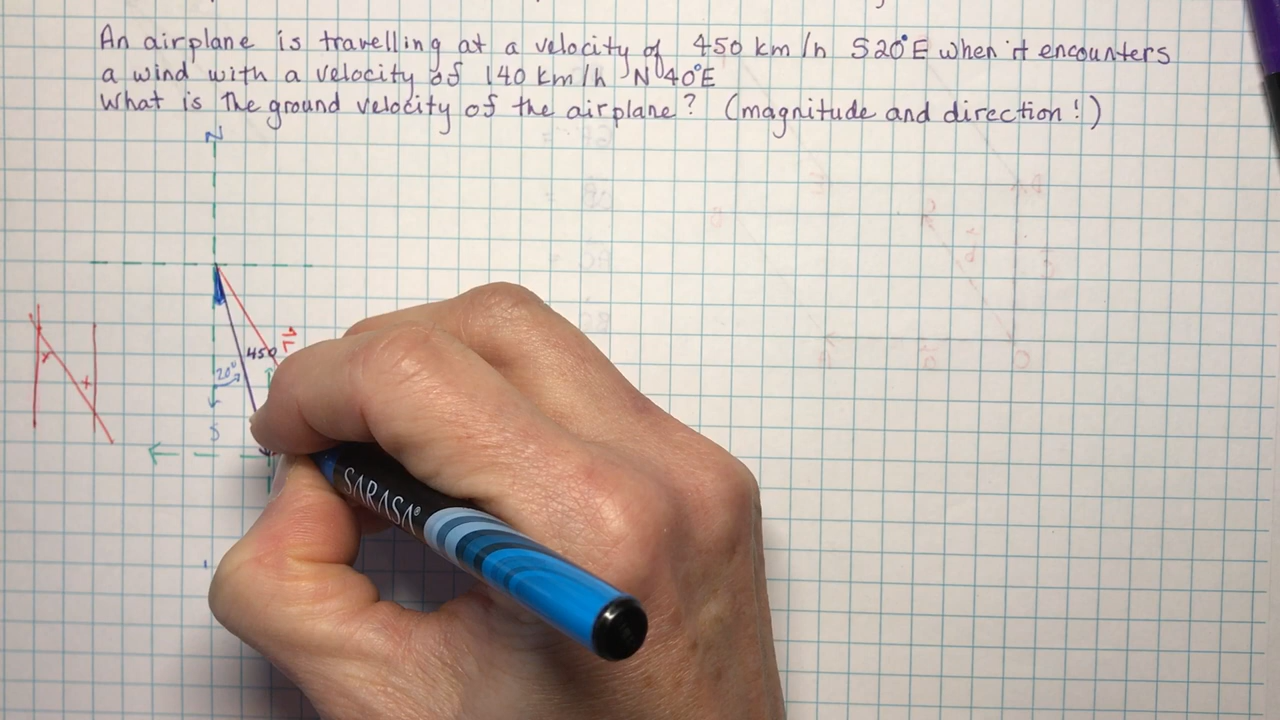 An airplane is travelling at a velocity of 450 km/h S20°E when it encounters
a wind with a velocity of 140 km/h N40°E
What is the ground velocity of the airplane? (magnitude and direction!)
N
r
450
20°
S
SARASA